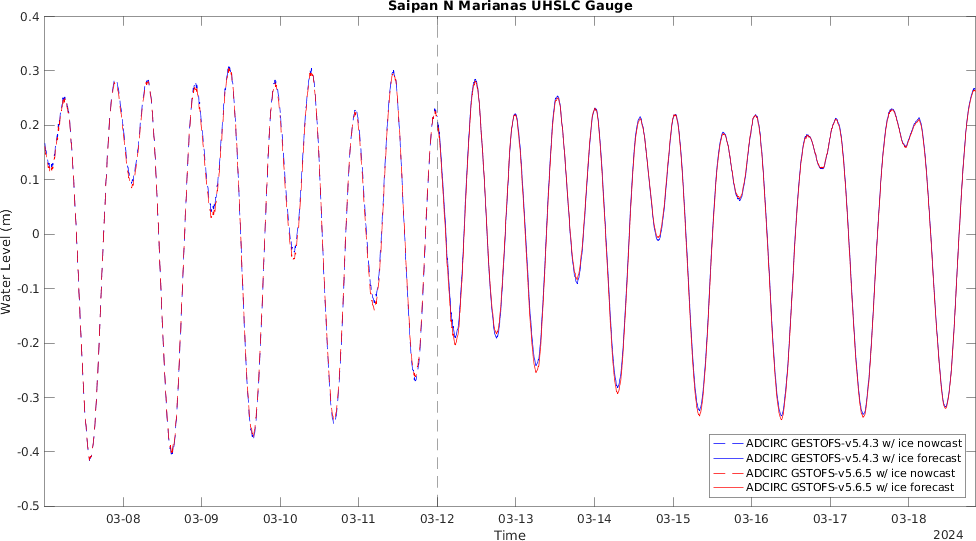 Saipan N Marianas UHSLC Gauge
0.4
0.3
0.2
0.1
0
-0.1
-0.2
-0.3
-0.4
-0.5
Water Level (m)
ADCIRC GESTOFS-v5.4.3 w/ ice nowcast
ADCIRC GESTOFS-v5.4.3 w/ ice forecast
ADCIRC GSTOFS-v5.6.5 w/ ice nowcast
ADCIRC GSTOFS-v5.6.5 w/ ice forecast
03-08 03-09 03-10 03-11 03-12 03-13 03-14 03-15 03-16 03-17 03-18
Time
2024